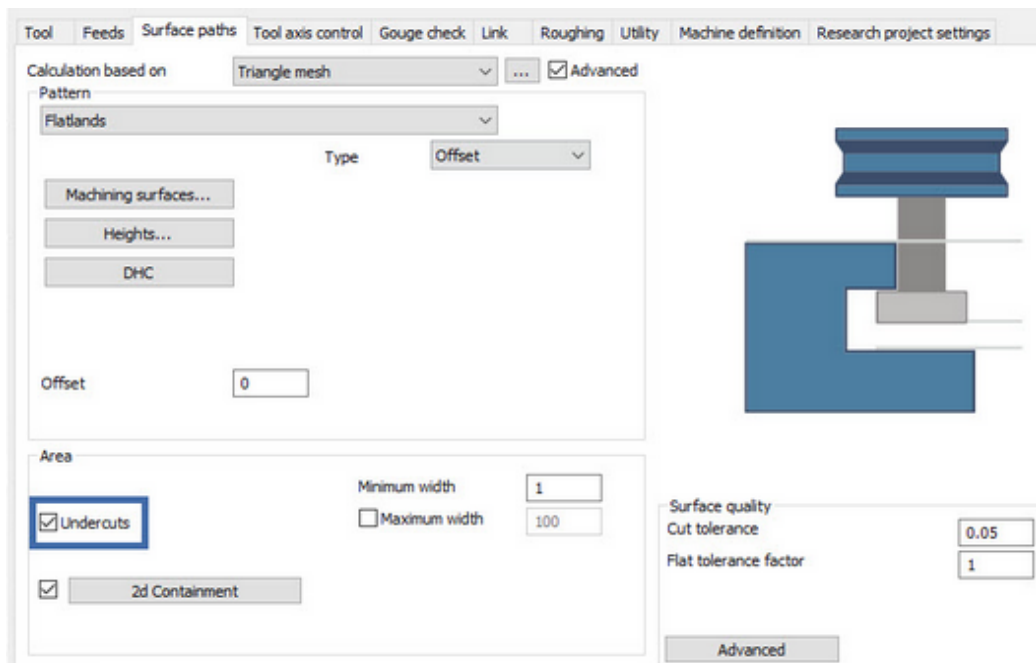 Tool Feeds Surface paths Tool axis control Gouge check Link Roughing Utility Machine definition Research project settings
Calculation based on Triangle mesh ... Advanced
Pattern
Flatlands
Type Offset
Machining surfaces...
Heights...
DHC
Offset 0
Area
Minimum width 1
Undercuts
Maximum width 100
2d Containment
Surface quality
Cut tolerance 0.05
Flat tolerance factor 1
Advanced